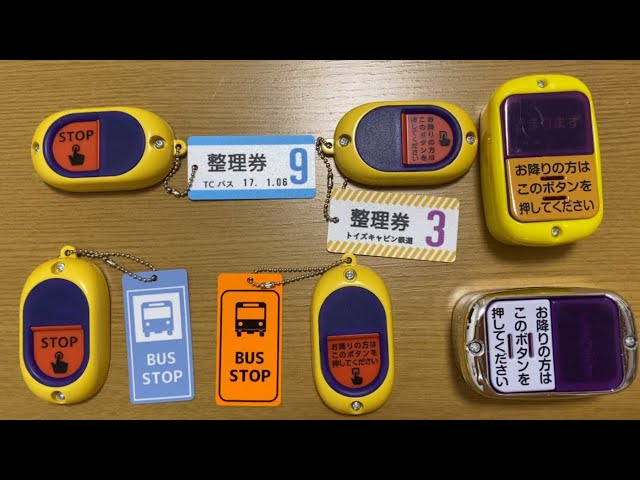 STOP
整理券 9
TCバス 17. 1.06
お降りの方は
このボタンを
押してください
整理券 3
トイズキャビン鉄道
とまります
お降りの方は
このボタンを
押してください
STOP
BUS
STOP
BUS
STOP
お降りの方は
このボタンを
押してください
お降りの方は
このボタンを
押してください